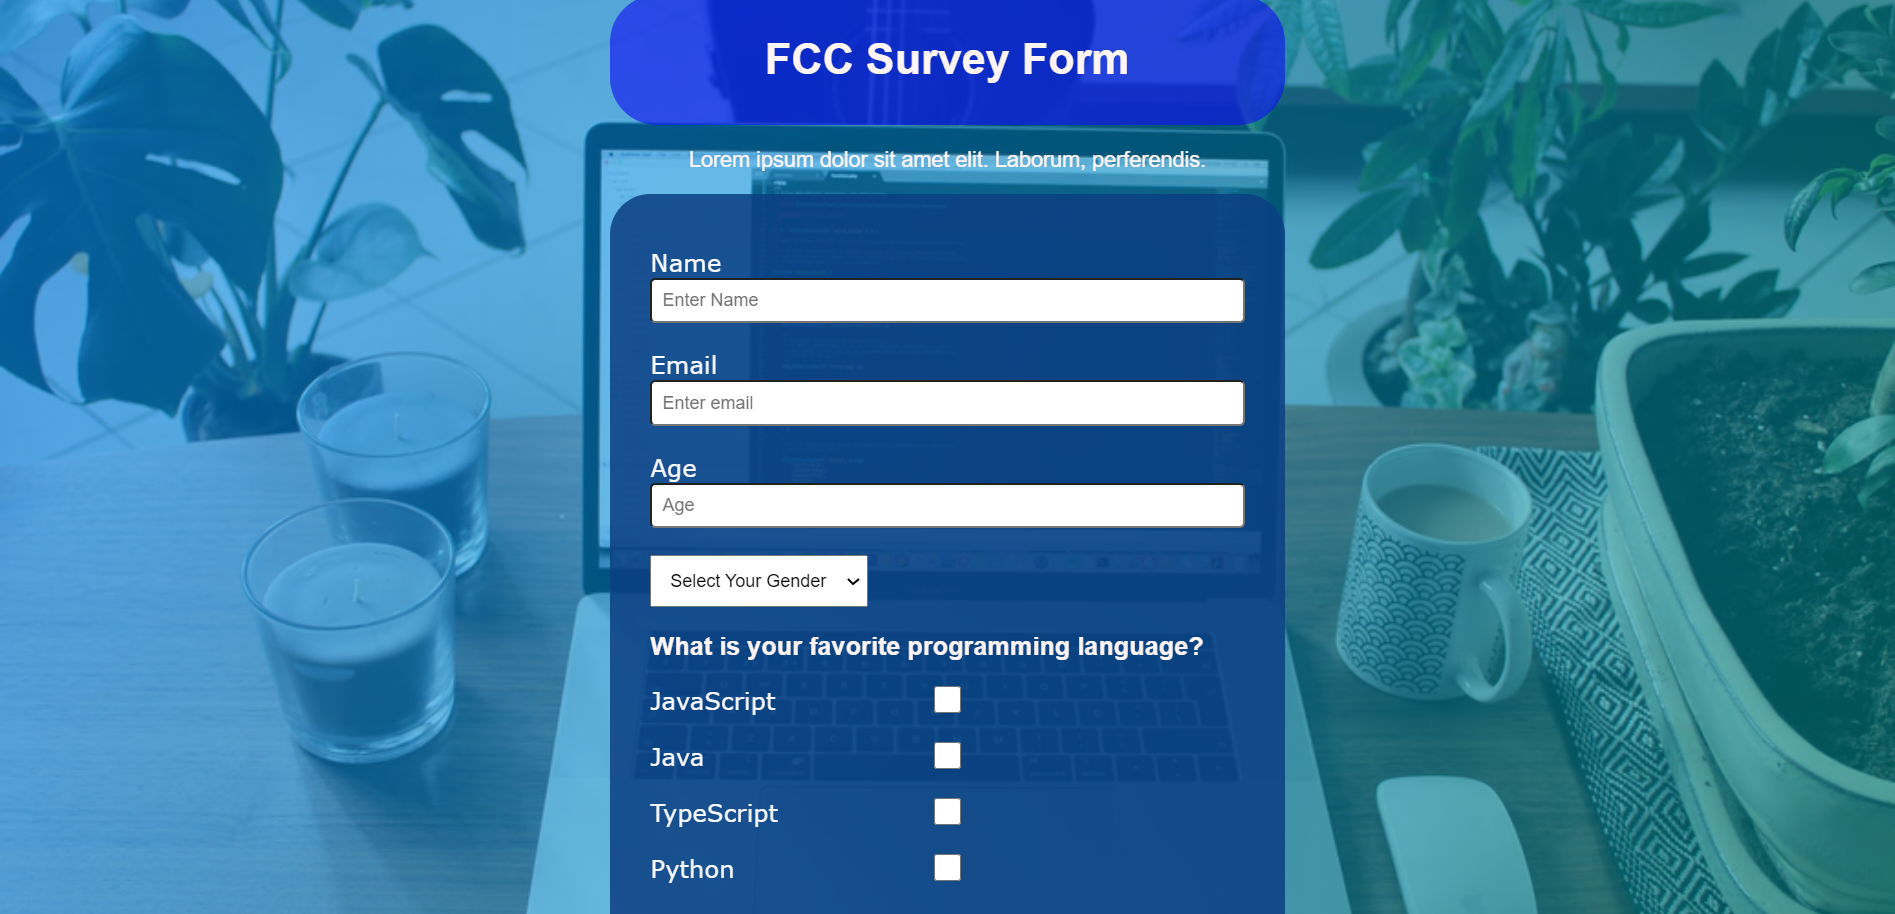 FCC Survey Form
Lorem ipsum dolor sit amet elit. Laborum, perferendis.
Name
Enter Name
Email
Enter email
Age
Age
Select Your Gender
What is your favorite programming language?
JavaScript
Java
TypeScript
Python